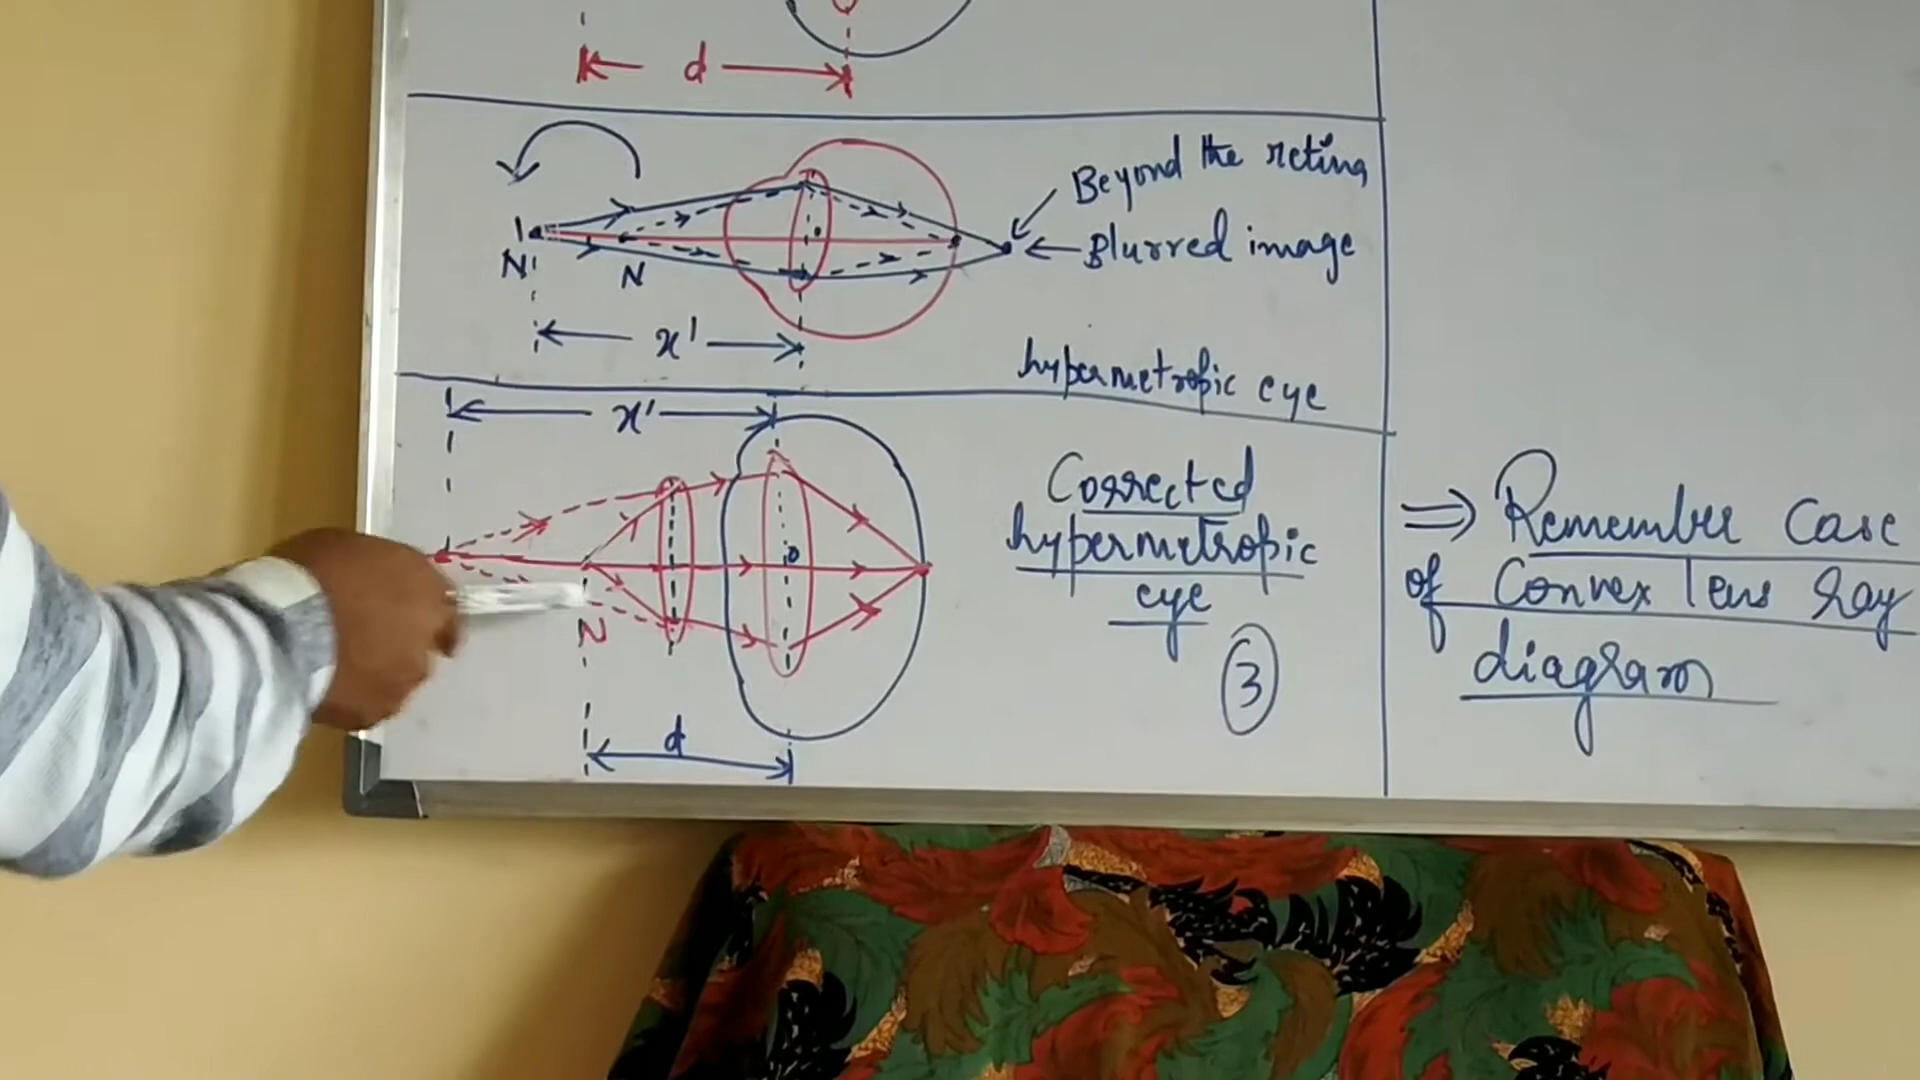 d
Beyond the retina
Blurred image
N'
N
x'
hypermetropic eye
x'
Corrected
hypermetropic
eye
3
O
N
d
⇒ Remember Case
of Convex lens ray
diagram